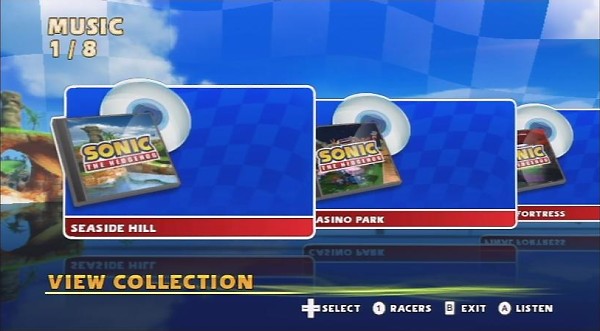 MUSIC
1/8
SONIC
THE HEDGEHOG
SONIC
THE HEDGEHOG
SEASIDE HILL
ASINO PARK
FORTRESS
VIEW COLLECTION
SELECT 1 RACERS B EXIT A LISTEN